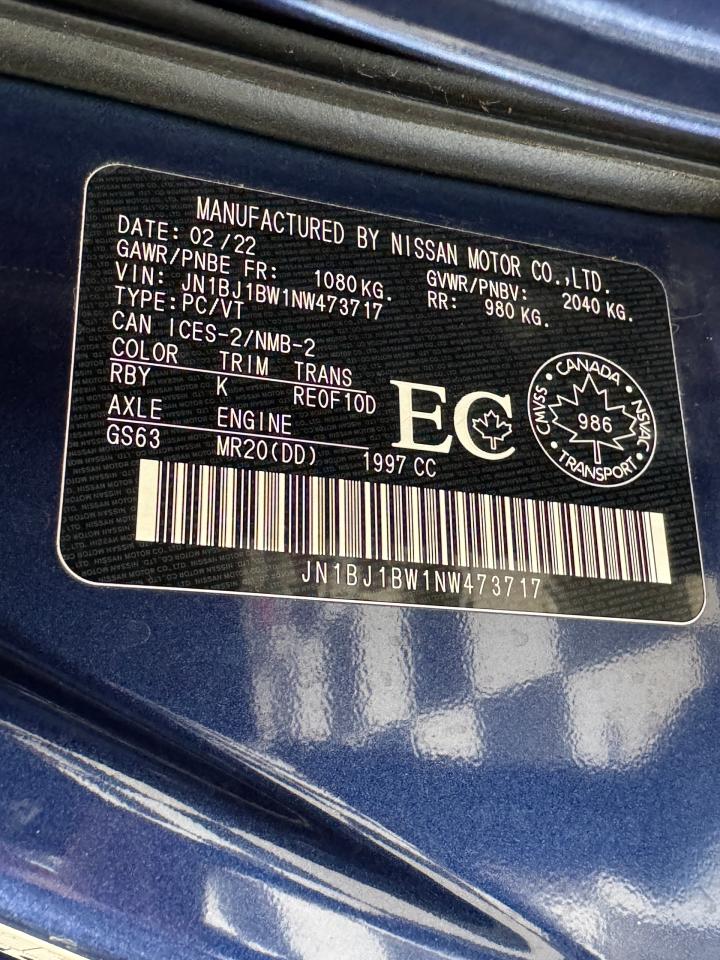 MANUFACTURED BY NISSAN MOTOR CO.,LTD.
DATE: 02/22
GAWR/PNBE FR: 1080KG. GVWR/PNBV: 2040 KG.
VIN: JN1BJ1BW1NW473717 RR: 980 KG.
TYPE:PC/VT
CAN ICES-2/NMB-2
COLOR TRIM TRANS
RBY K RE0F10D
AXLE ENGINE
GS63 MR20(DD) 1997 CC
EC
CMVSS • CANADA • NSVAC • TRANSPORT •
986
JN1BJ1BW1NW473717